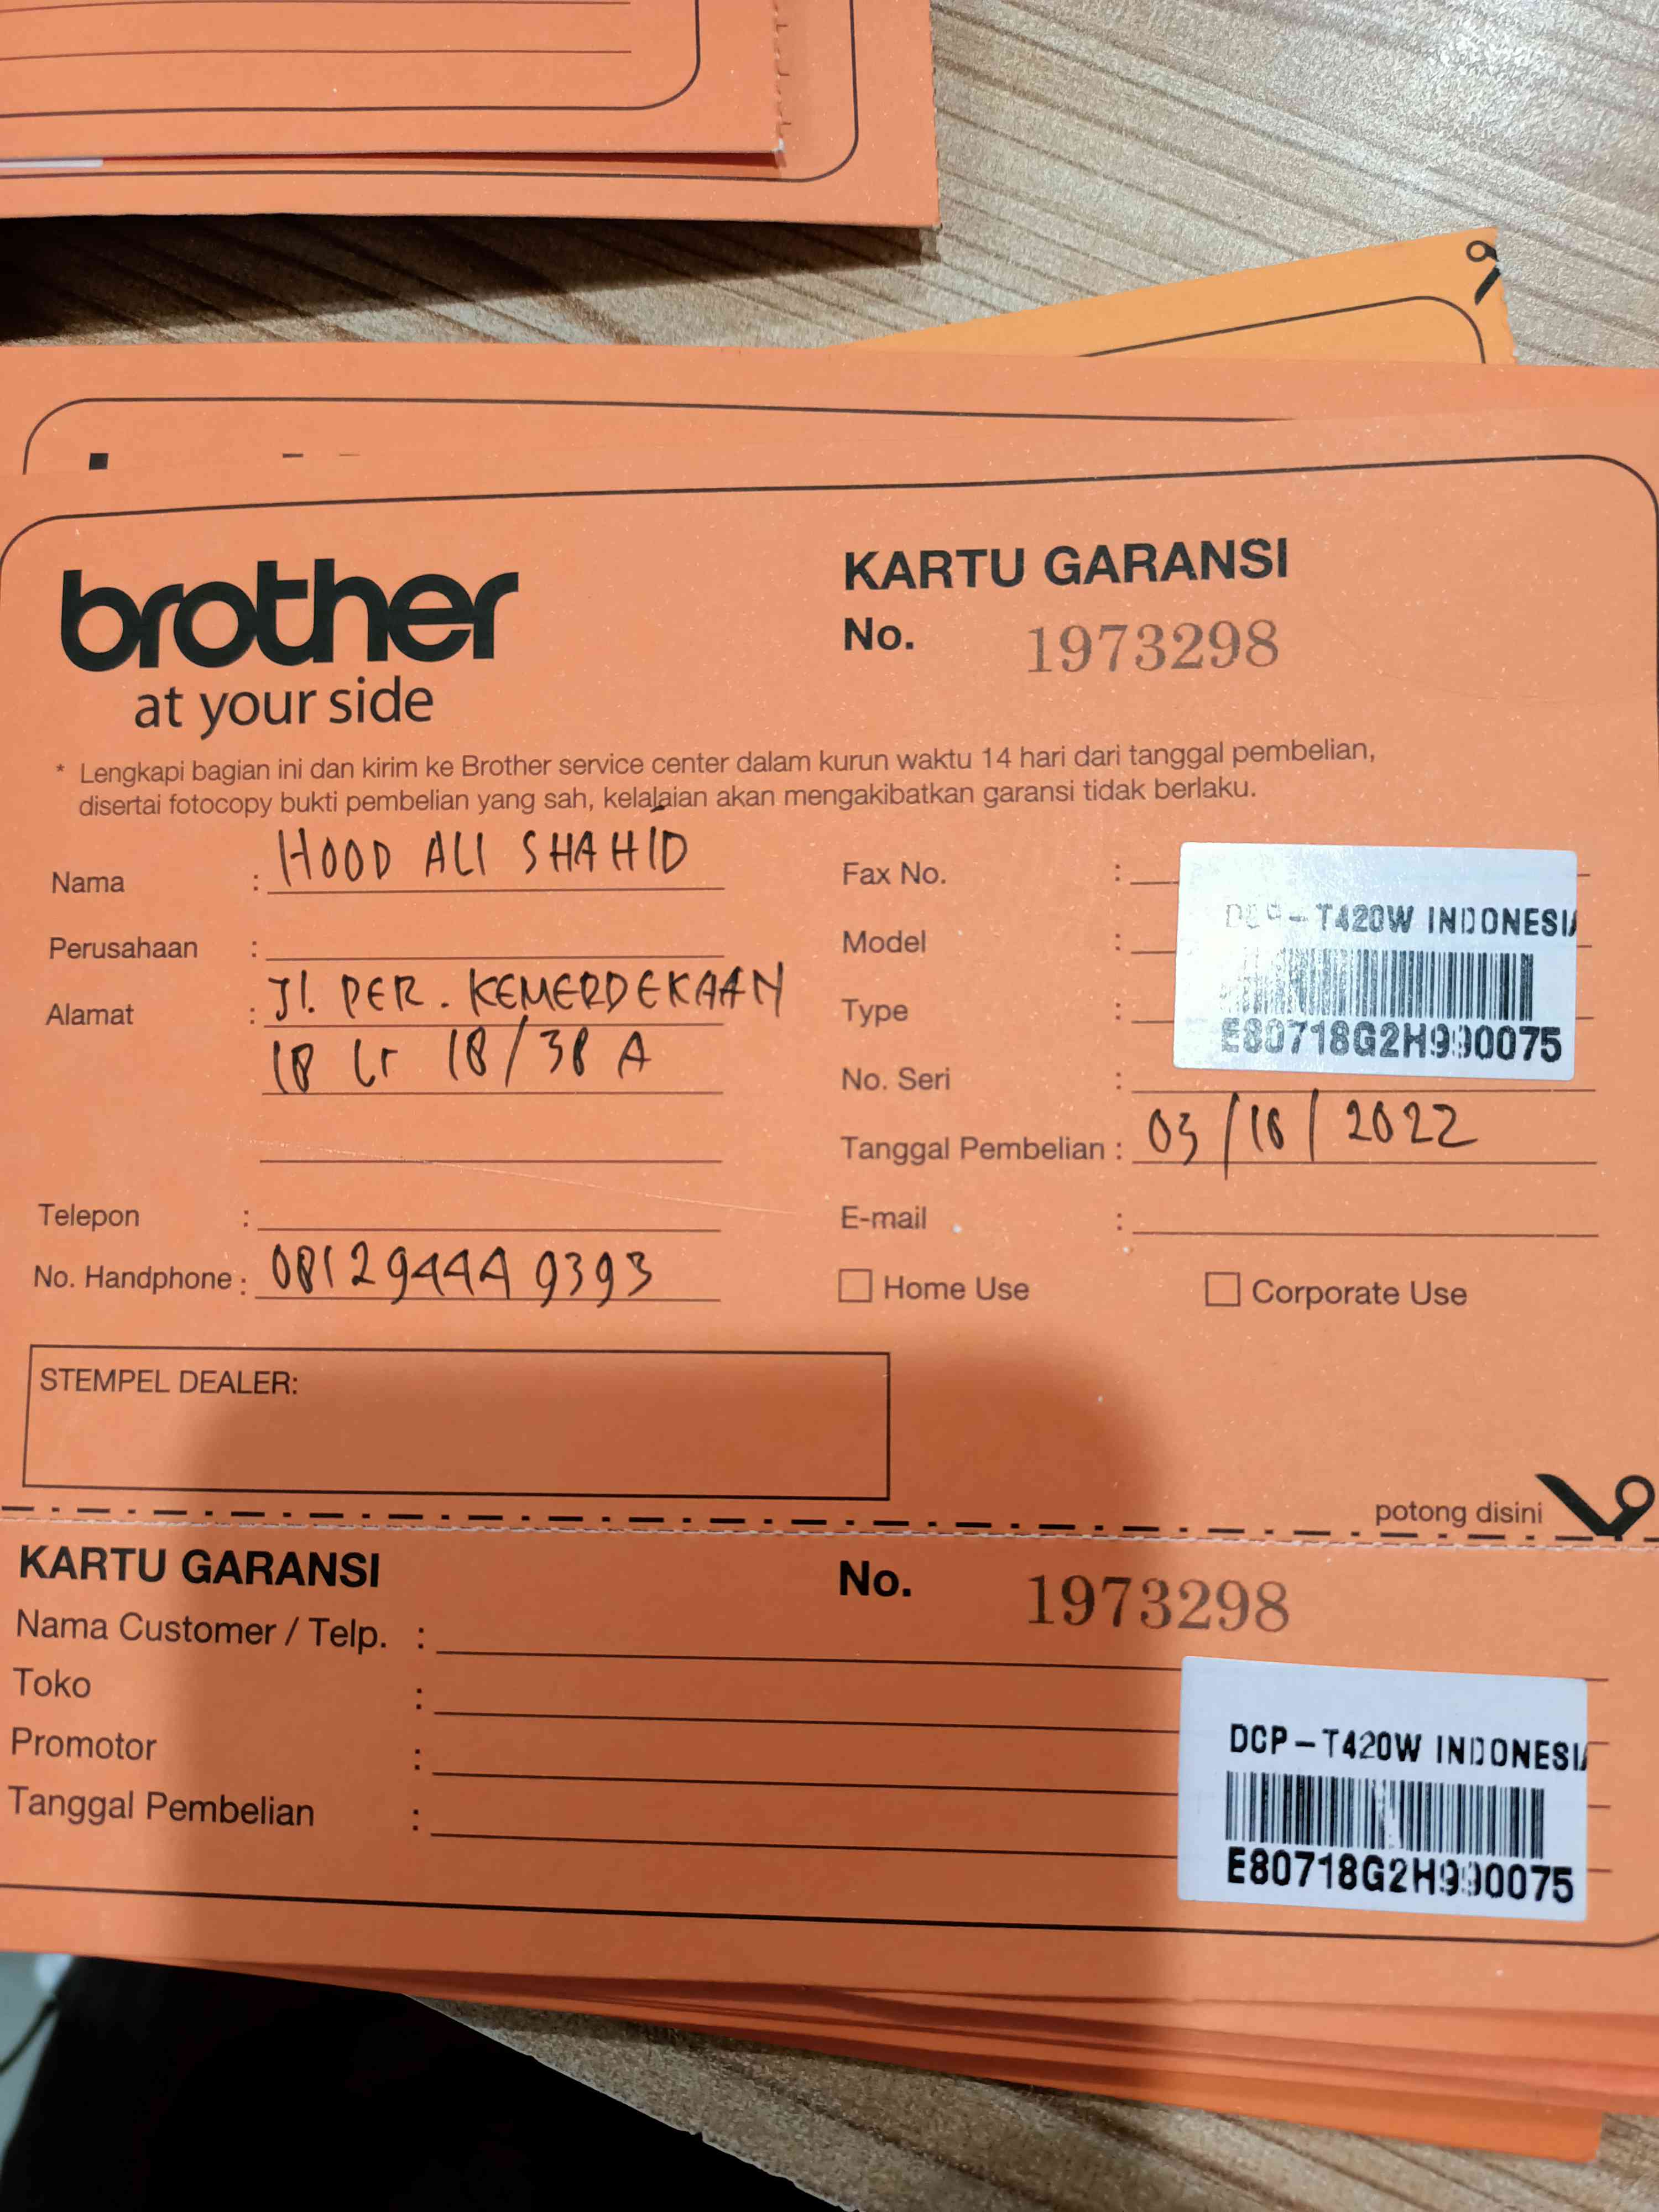 brother
at your side
KARTU GARANSI
No. 1973298
* Lengkapi bagian ini dan kirim ke Brother service center dalam kurun waktu 14 hari dari tanggal pembelian,
disertai fotocopy bukti pembelian yang sah, kelalaian akan mengakibatkan garansi tidak berlaku.
Nama : HOOD ALI SHAHID
Perusahaan :
Alamat : Jl. PER. KEMERDEKAAN
18 Lr 18/38 A
Telepon :
No. Handphone : 081294449393
Fax No. :
Model :
Type :
No. Seri :
DCP-T420W INDONESIA
E80718G2H990075
Tanggal Pembelian : 03/10/2022
E-mail :
Home Use
Corporate Use
STEMPEL DEALER:
potong disini
KARTU GARANSI
No. 1973298
Nama Customer / Telp. :
Toko :
Promotor :
Tanggal Pembelian :
DCP-T420W INDONESIA
E80718G2H990075